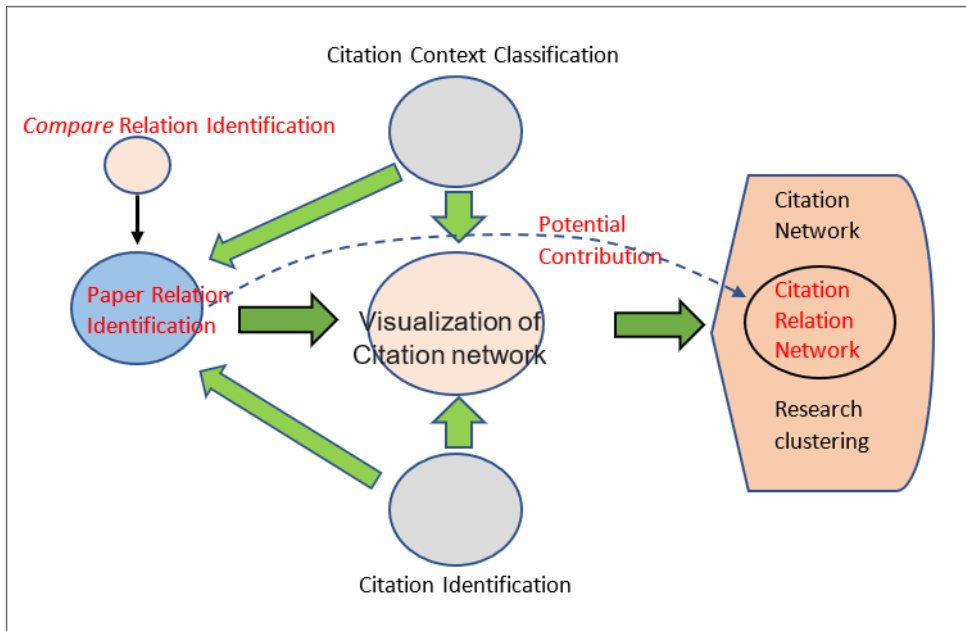 Citation Context Classification
Compare Relation Identification
Potential
Contribution
Paper Relation
Identification
Visualization of
Citation network
Citation
Network
Citation
Relation
Network
Research
clustering
Citation Identification